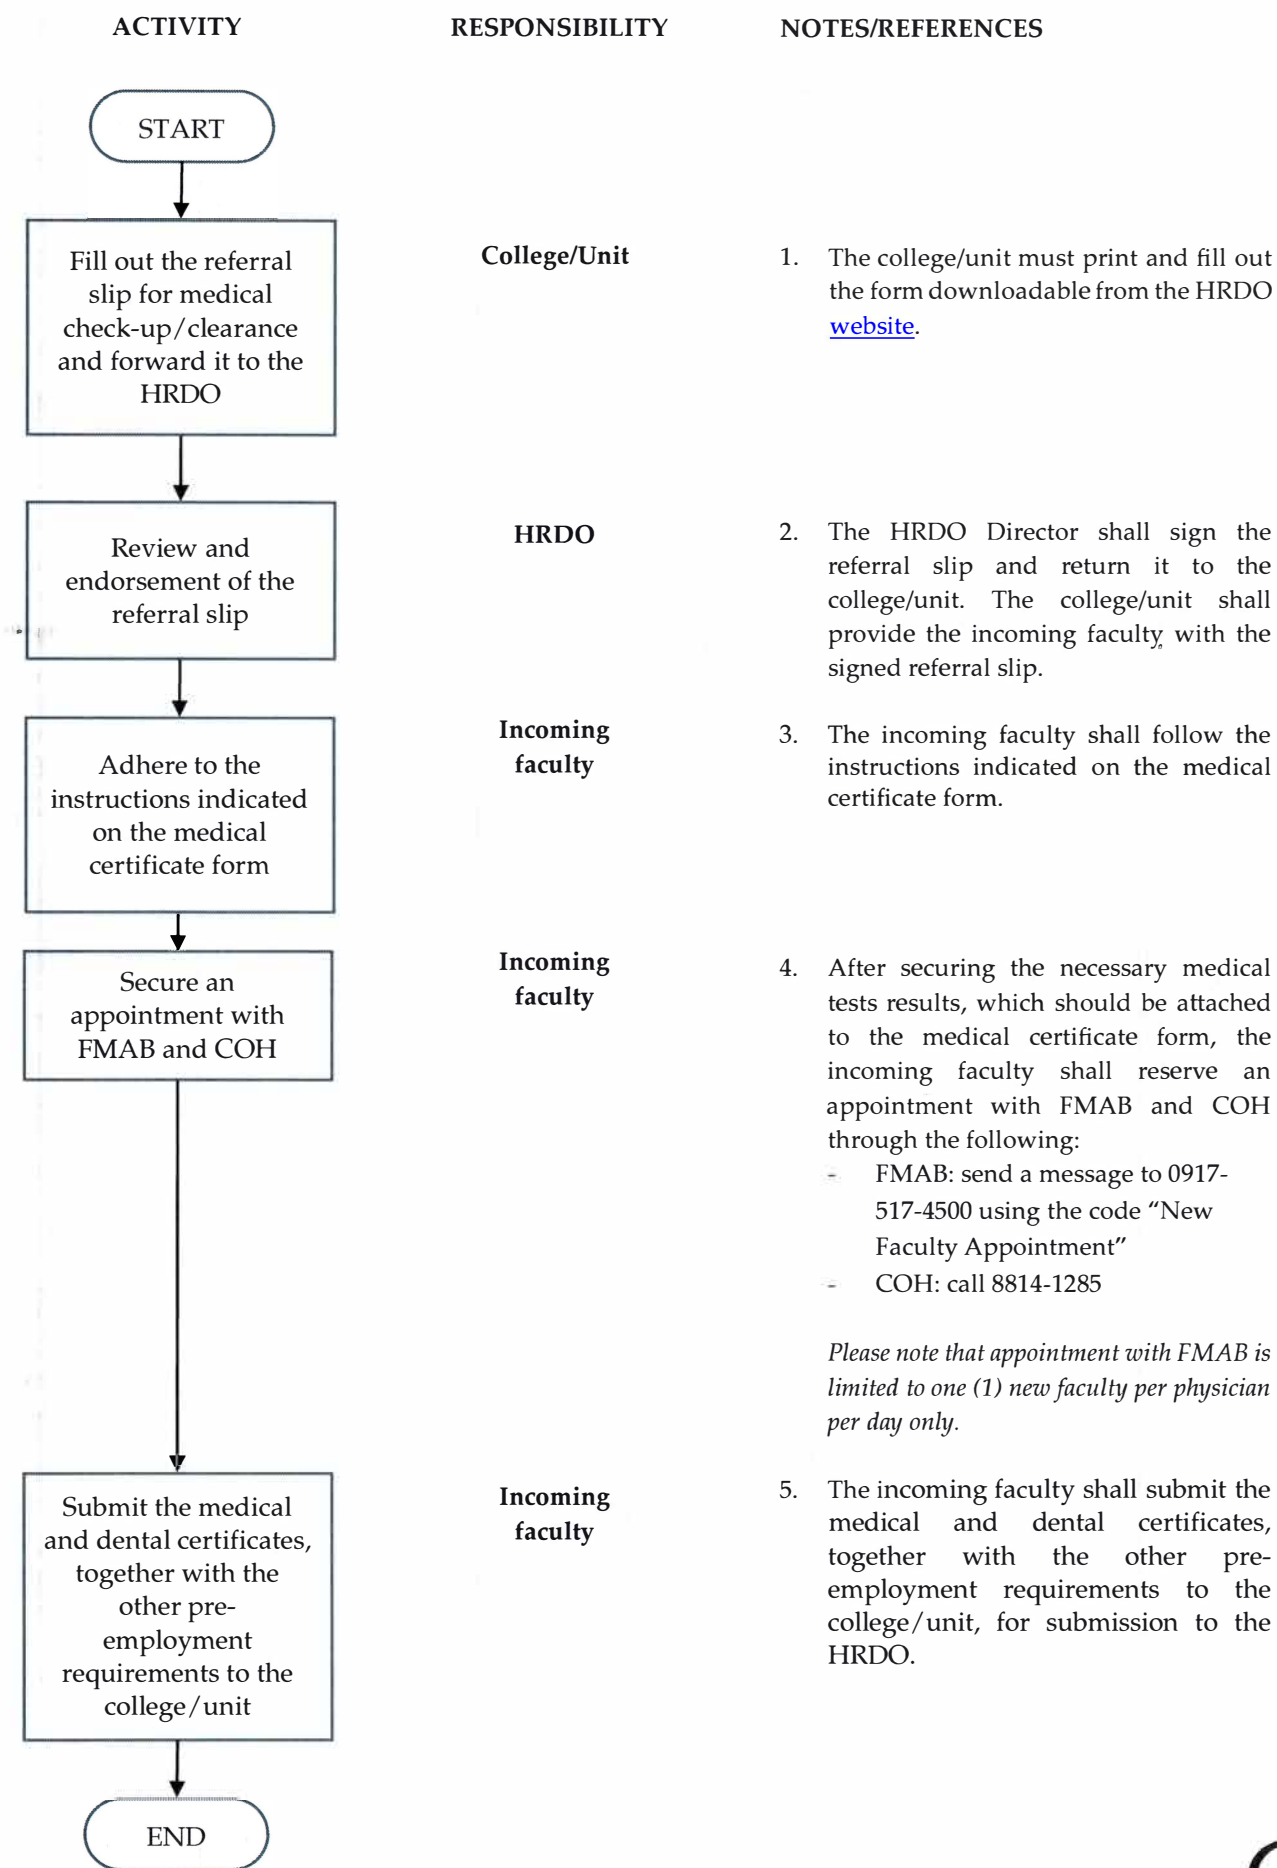 ACTIVITY RESPONSIBILITY NOTES/REFERENCES
START
Fill out the referral
slip for medical
check-up/clearance
and forward it to the
HRDO
College/Unit
1. The college/unit must print and fill out
the form downloadable from the HRDO
website.
Review and
endorsement of the
referral slip
HRDO
2. The HRDO Director shall sign the
referral slip and return it to the
college/unit. The college/unit shall
provide the incoming faculty with the
signed referral slip.
Adhere to the
instructions indicated
on the medical
certificate form
Incoming
faculty
3. The incoming faculty shall follow the
instructions indicated on the medical
certificate form.
Secure an
appointment with
FMAB and COH
Incoming
faculty
4. After securing the necessary medical
tests results, which should be attached
to the medical certificate form, the
incoming faculty shall reserve an
appointment with FMAB and COH
through the following:
- FMAB: send a message to 0917-
517-4500 using the code “New
Faculty Appointment”
- COH: call 8814-1285
Please note that appointment with FMAB is
limited to one (1) new faculty per physician
per day only.
Submit the medical
and dental certificates,
together with the
other pre-
employment
requirements to the
college/unit
Incoming
faculty
5. The incoming faculty shall submit the
medical and dental certificates,
together with the other pre-
employment requirements to the
college/unit, for submission to the
HRDO.
END